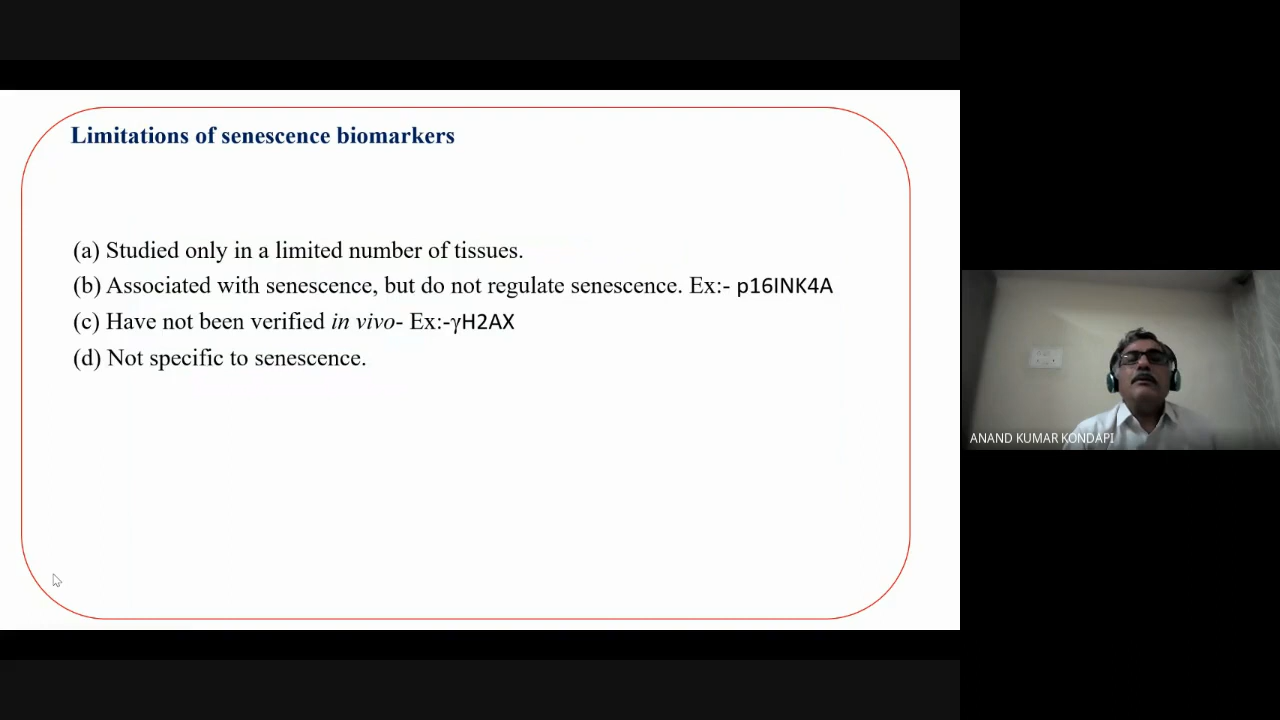 Limitations of senescence biomarkers
(a) Studied only in a limited number of tissues.
(b) Associated with senescence, but do not regulate senescence. Ex:- p16INK4A
(c) Have not been verified in vivo- Ex:-γH2AX
(d) Not specific to senescence.
ANAND KUMAR KONDAPI